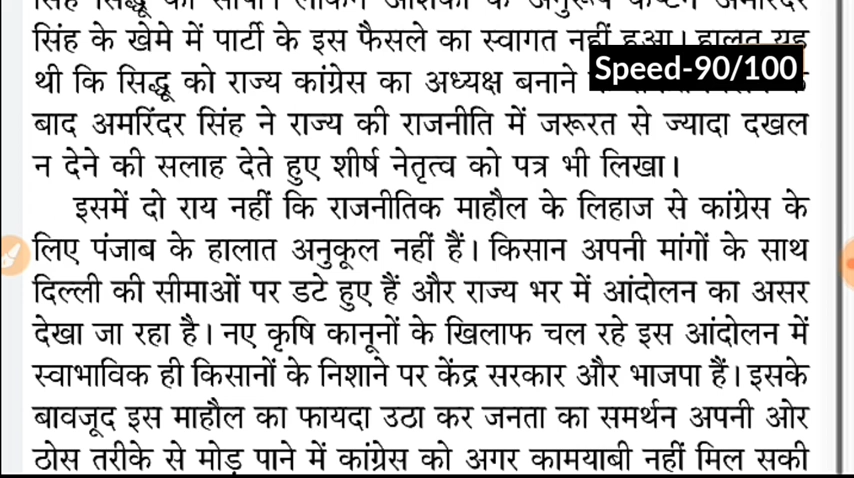 सिंह के खेमे में पार्टी के इस फैसले का स्वागत नहीं हुआ। हालत यह
Speed-90/100
थी कि सिद्धू को राज्य कांग्रेस का अध्यक्ष बनाने
बाद अमरिंदर सिंह ने राज्य की राजनीति में जरूरत से ज्यादा दखल
न देने की सलाह देते हुए शीर्ष नेतृत्व को पत्र भी लिखा।
इसमें दो राय नहीं कि राजनीतिक माहौल के लिहाज से कांग्रेस के
लिए पंजाब के हालात अनुकूल नहीं हैं। किसान अपनी मांगों के साथ
दिल्ली की सीमाओं पर डटे हुए हैं और राज्य भर में आंदोलन का असर
देखा जा रहा है। नए कृषि कानूनों के खिलाफ चल रहे इस आंदोलन में
स्वाभाविक ही किसानों के निशाने पर केंद्र सरकार और भाजपा हैं। इसके
बावजूद इस माहौल का फायदा उठा कर जनता का समर्थन अपनी ओर
ठोस तरीके से मोड़ पाने में कांग्रेस को अगर कामयाबी नहीं मिल सकी